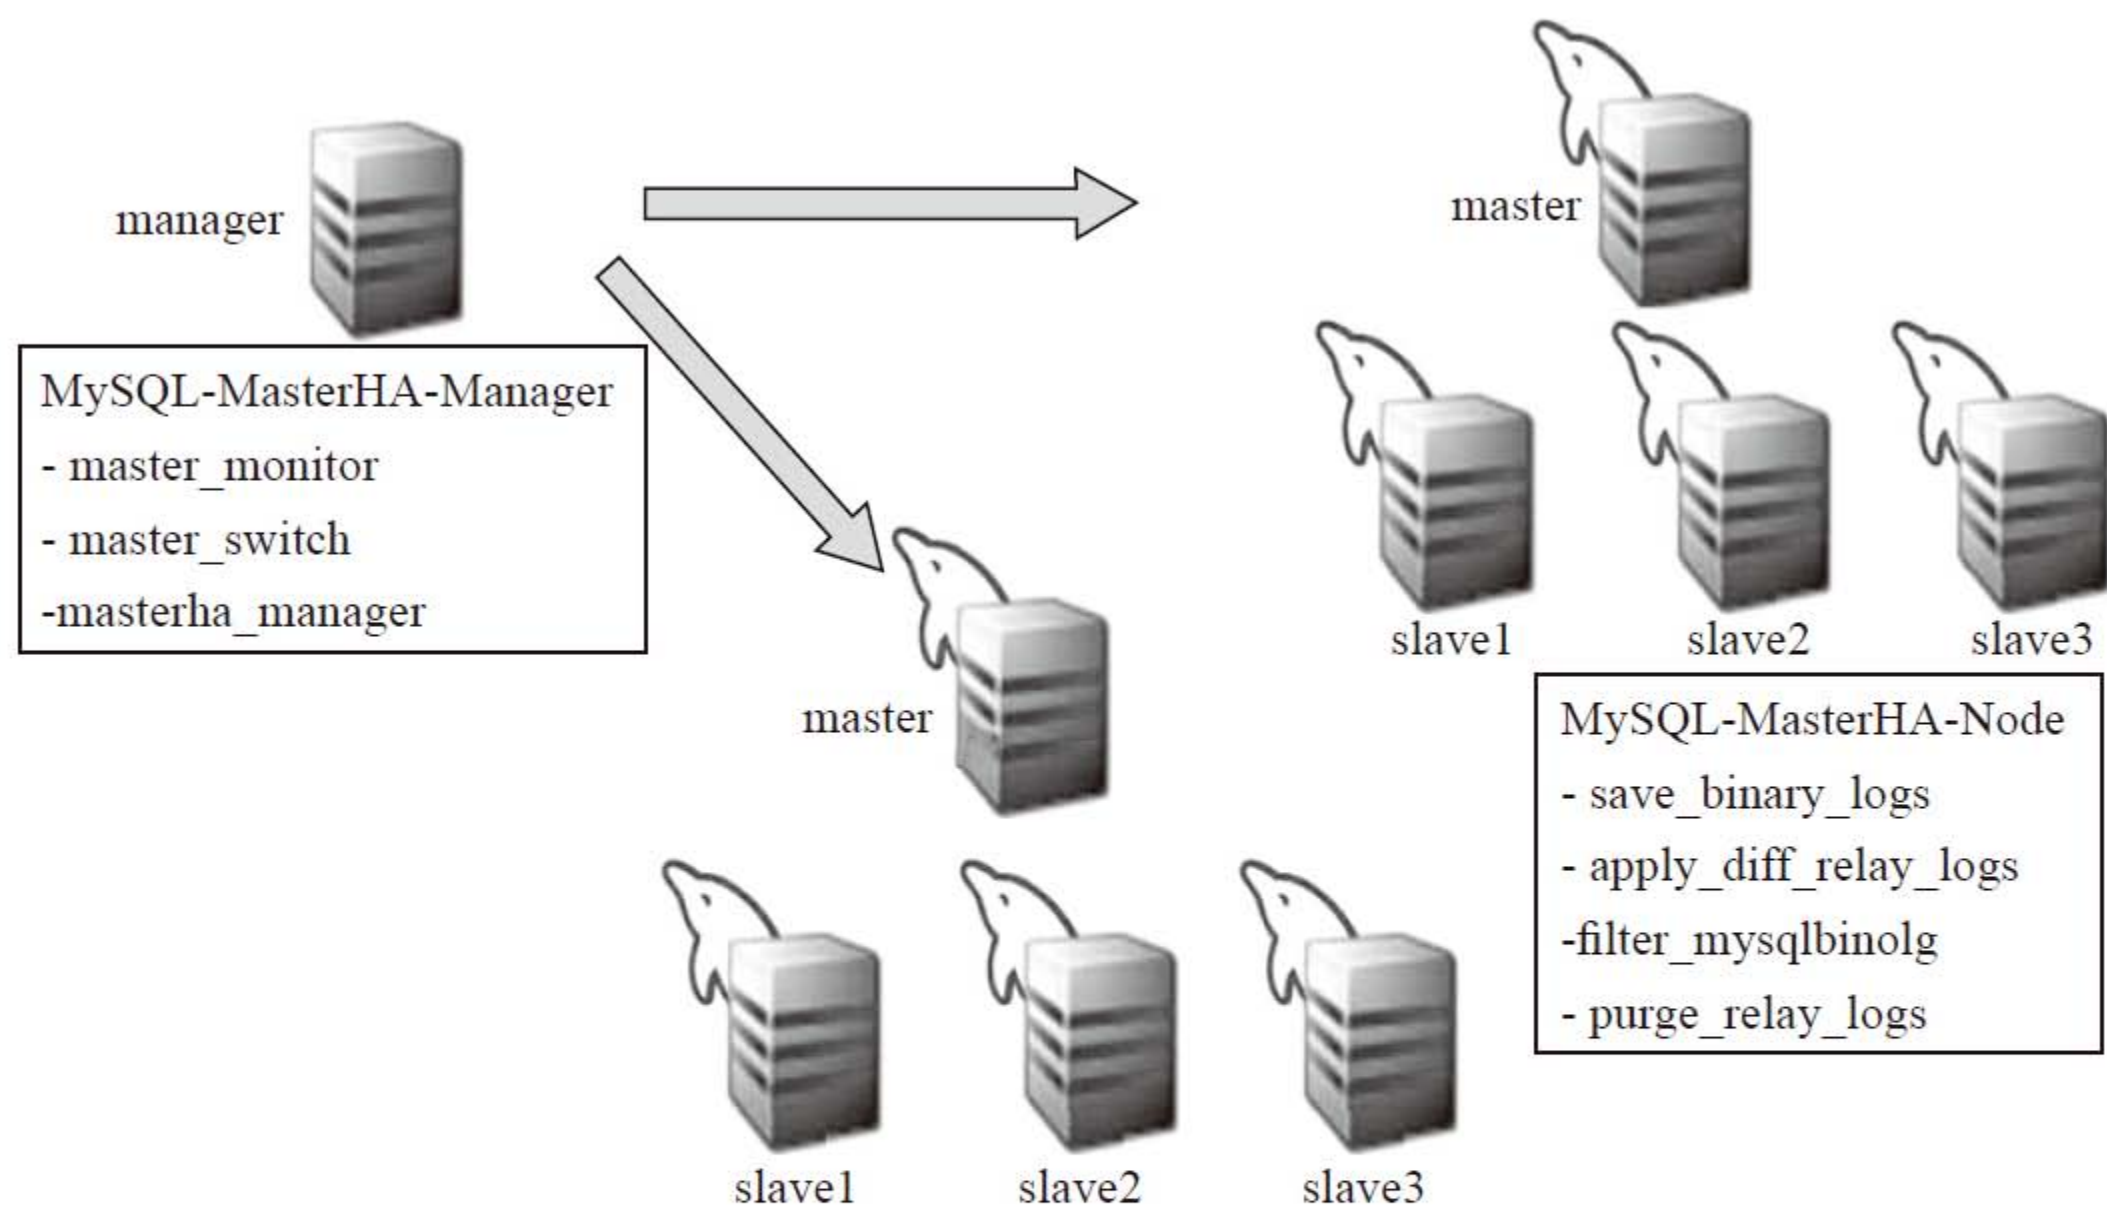 manager
master
MySQL-MasterHA-Manager
- master_monitor
- master_switch
-masterha_manager
slave1
slave2
slave3
master
MySQL-MasterHA-Node
- save_binary_logs
- apply_diff_relay_logs
-filter_mysqlbinolg
- purge_relay_logs
slave1
slave2
slave3